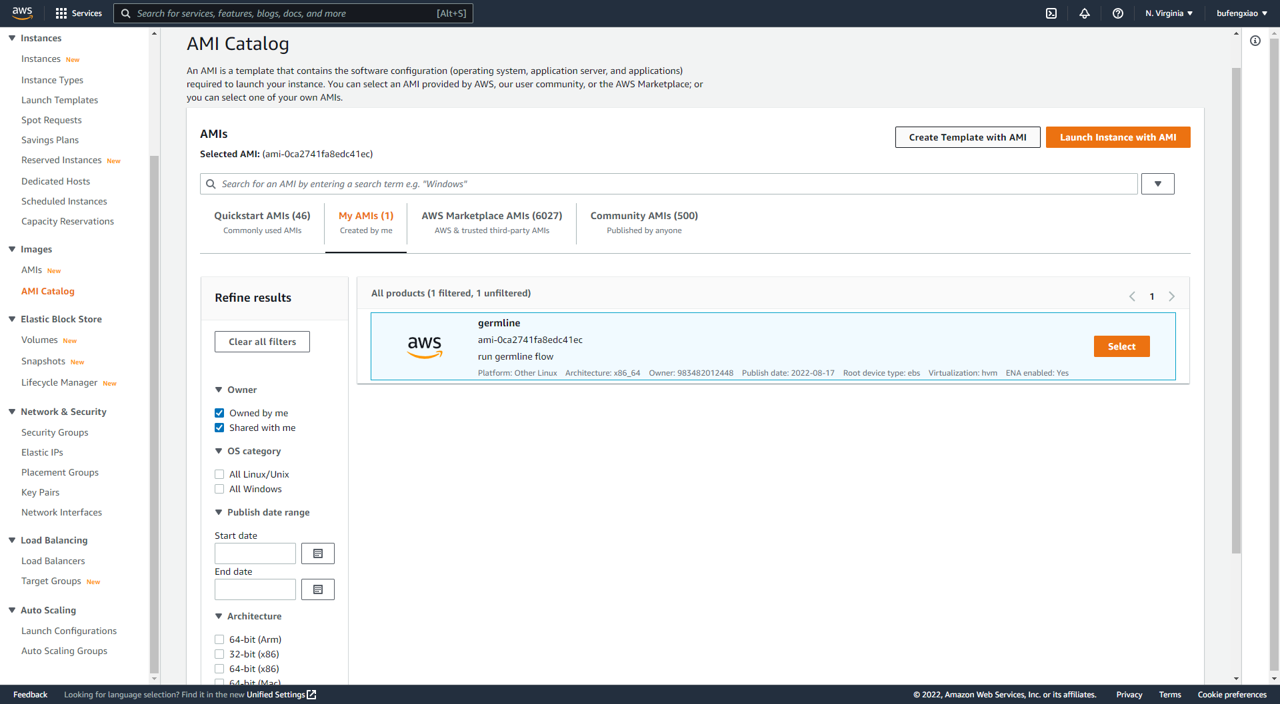 aws
Services
Search for services, features, blogs, docs, and more
[Alt+S]
N. Virginia
bufengxiao
Instances
Instances New
Instance Types
Launch Templates
Spot Requests
Savings Plans
Reserved Instances New
Dedicated Hosts
Scheduled Instances
Capacity Reservations
Images
AMIs New
AMI Catalog
Elastic Block Store
Volumes New
Snapshots New
Lifecycle Manager New
Network & Security
Security Groups
Elastic IPs
Placement Groups
Key Pairs
Network Interfaces
Load Balancing
Load Balancers
Target Groups New
Auto Scaling
Launch Configurations
Auto Scaling Groups
AMI Catalog
An AMI is a template that contains the software configuration (operating system, application server, and applications)
required to launch your instance. You can select an AMI provided by AWS, our user community, or the AWS Marketplace; or
you can select one of your own AMIs.
AMIs
Selected AMI: (ami-0ca2741fa8edc41ec)
Create Template with AMI
Launch Instance with AMI
Search for an AMI by entering a search term e.g. "Windows"
Quickstart AMIs (46)
Commonly used AMIs
My AMIs (1)
Created by me
AWS Marketplace AMIs (6027)
AWS & trusted third-party AMIs
Community AMIs (500)
Published by anyone
Refine results
Clear all filters
Owner
Owned by me
Shared with me
OS category
All Linux/Unix
All Windows
Publish date range
Start date
End date
Architecture
64-bit (Arm)
32-bit (x86)
64-bit (x86)
64-bit (Mac)
All products (1 filtered, 1 unfiltered)
1
aws
germline
ami-0ca2741fa8edc41ec
run germline flow
Platform: Other Linux Architecture: x86_64 Owner: 983482012448 Publish date: 2022-08-17 Root device type: ebs Virtualization: hvm ENA enabled: Yes
Select
Feedback
Looking for language selection? Find it in the new Unified Settings
© 2022, Amazon Web Services, Inc. or its affiliates.
Privacy
Terms
Cookie preferences